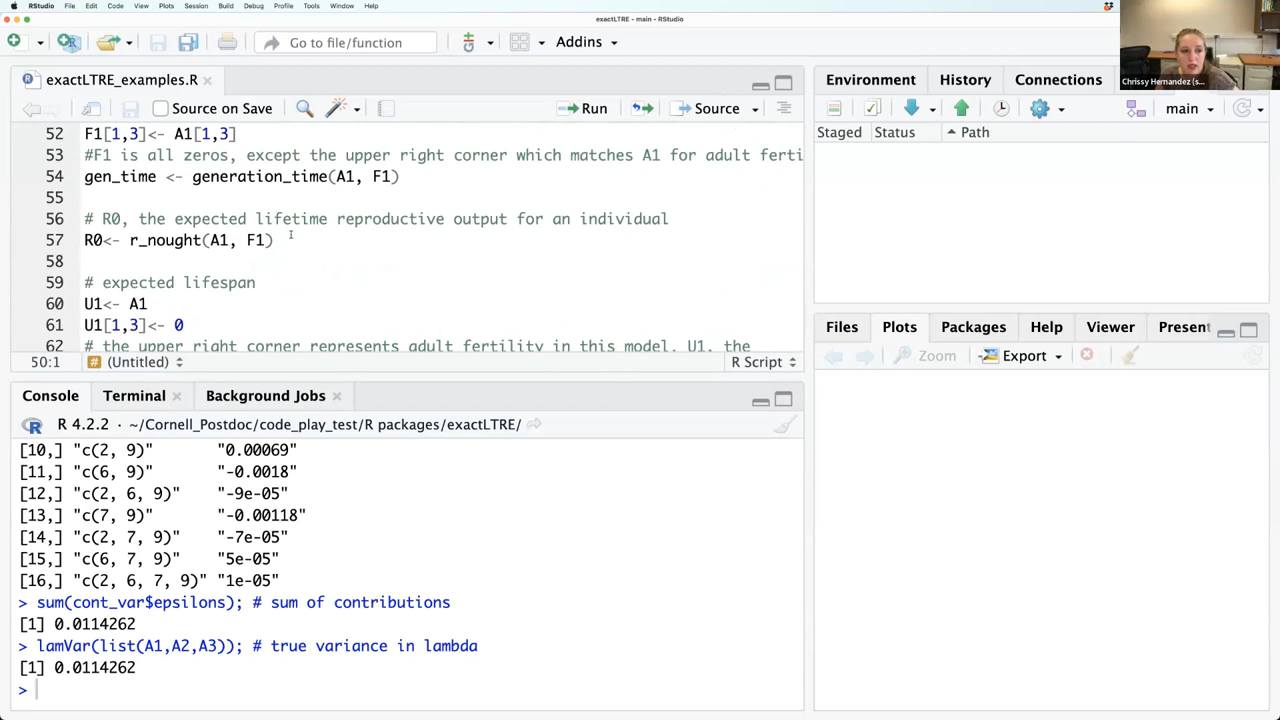 RStudio File Edit Code View Plots Session Build Debug Profile Tools Window Help
exactLTRE - main - RStudio
Go to file/function
Addins
exactLTRE_examples.R
Source on Save
Run
Source
52 F1[1,3]<- A1[1,3]
53 #F1 is all zeros, except the upper right corner which matches A1 for adult ferti
54 gen_time <- generation_time(A1, F1)
55
56 # R0, the expected lifetime reproductive output for an individual
57 R0<- r_nought(A1, F1)
58
59 # expected lifespan
60 U1<- A1
61 U1[1,3]<- 0
62 # the upper right corner represents adult fertility in this model. U1, the
50:1 (Untitled) R Script
Console Terminal Background Jobs
R 4.2.2 · ~/Cornell_Postdoc/code_play_test/R packages/exactLTRE/
[10,] "c(2, 9)" "0.00069"
[11,] "c(6, 9)" "-0.0018"
[12,] "c(2, 6, 9)" "-9e-05"
[13,] "c(7, 9)" "-0.00118"
[14,] "c(2, 7, 9)" "-7e-05"
[15,] "c(6, 7, 9)" "5e-05"
[16,] "c(2, 6, 7, 9)" "1e-05"
> sum(cont_var$epsilons); # sum of contributions
[1] 0.0114262
> lamVar(list(A1,A2,A3)); # true variance in lambda
[1] 0.0114262
>
Environment History Connections
main
Staged Status Path
Files Plots Packages Help Viewer Present
Zoom Export
Chrissy Hernandez (s...